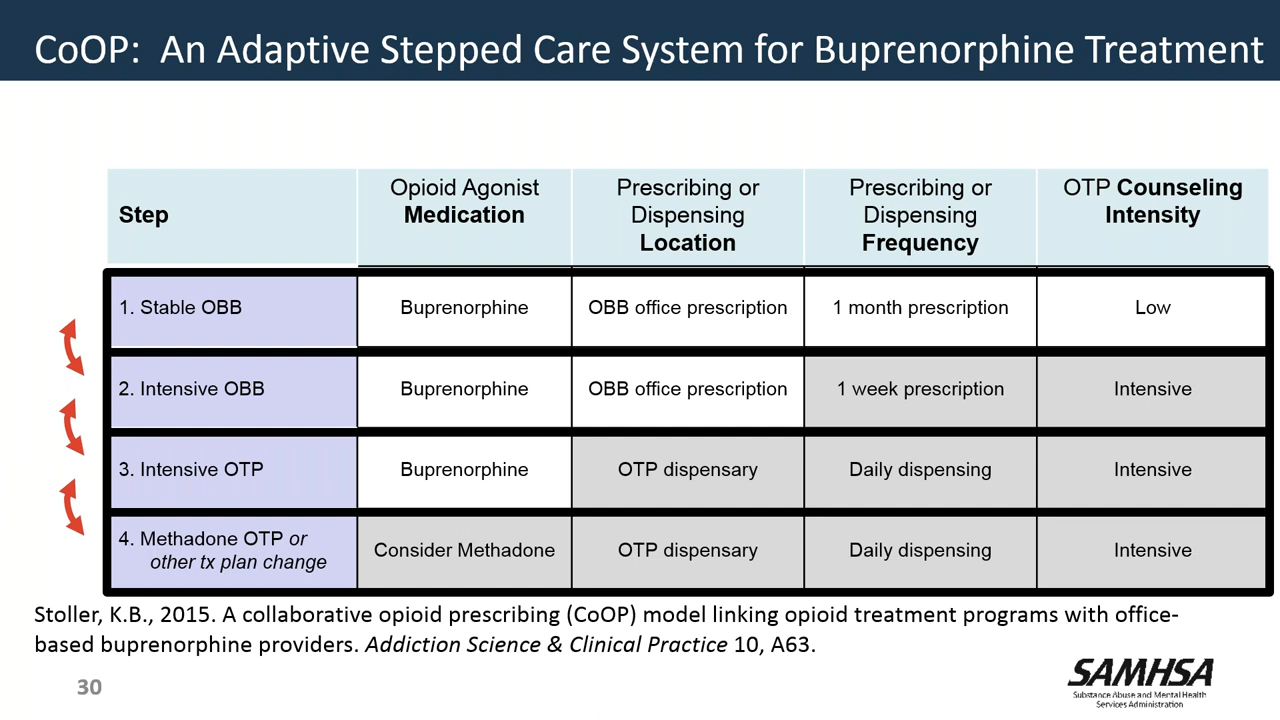 CoOP: An Adaptive Stepped Care System for Buprenorphine Treatment
Step
Opioid Agonist
Medication
Prescribing or
Dispensing
Location
Prescribing or
Dispensing
Frequency
OTP Counseling
Intensity
1. Stable OBB
Buprenorphine
OBB office prescription
1 month prescription
Low
2. Intensive OBB
Buprenorphine
OBB office prescription
1 week prescription
Intensive
3. Intensive OTP
Buprenorphine
OTP dispensary
Daily dispensing
Intensive
4. Methadone OTP or
other tx plan change
Consider Methadone
OTP dispensary
Daily dispensing
Intensive
Stoller, K.B., 2015. A collaborative opioid prescribing (CoOP) model linking opioid treatment programs with office-
based buprenorphine providers. Addiction Science & Clinical Practice 10, A63.
30
SAMHSA
Substance Abuse and Mental Health
Services Administration